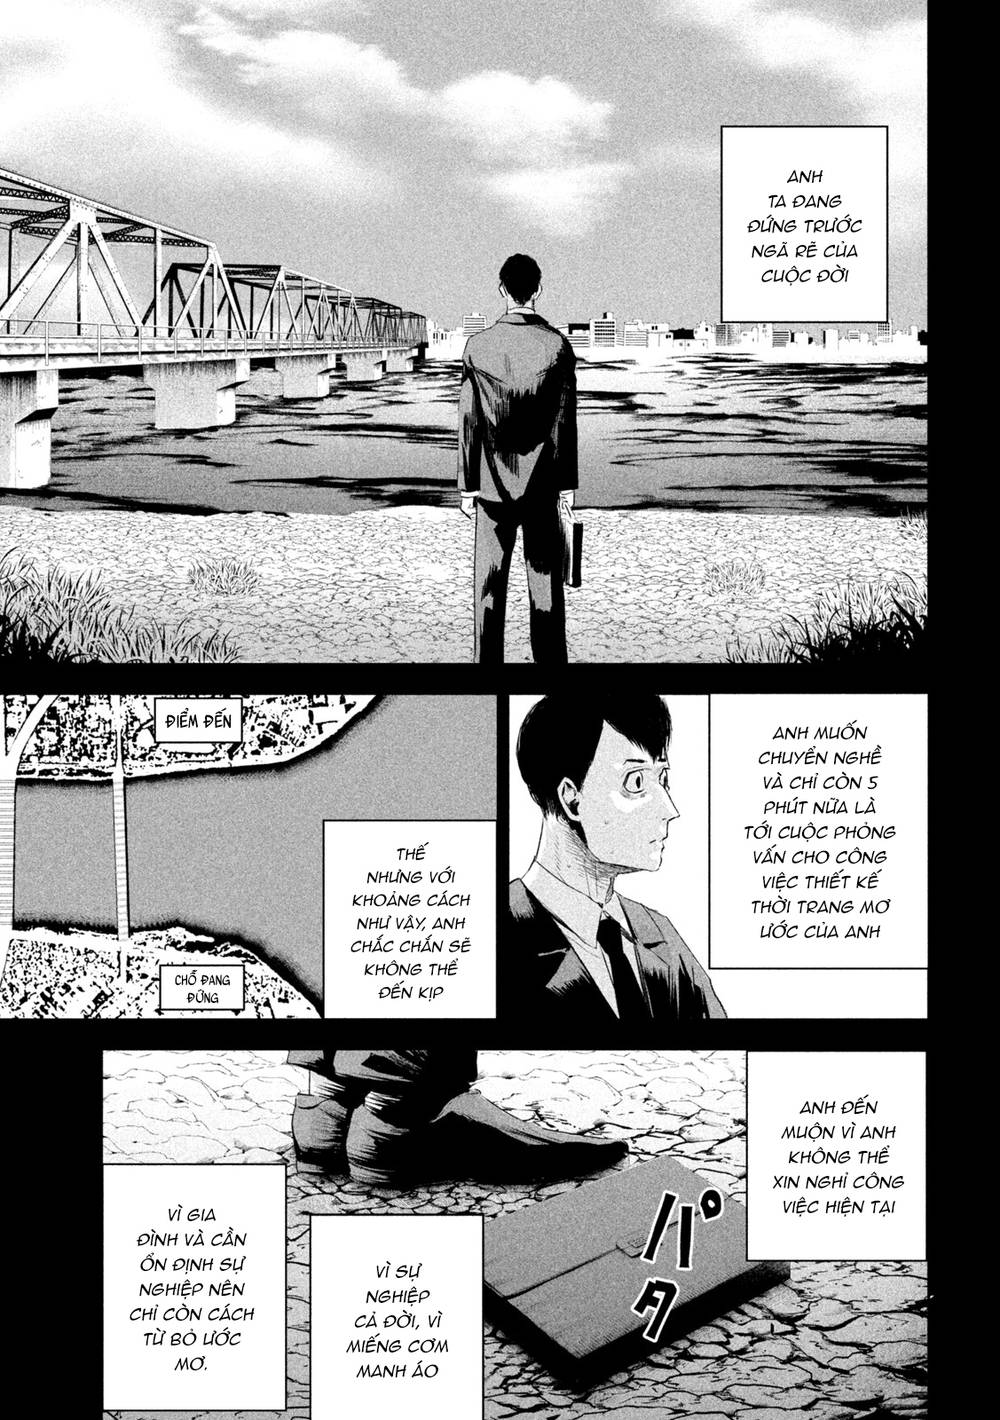 ANH
TA ĐANG
ĐỨNG TRƯỚC
NGÃ RẼ CỦA
CUỘC ĐỜI
ANH MUỐN
CHUYỂN NGHỀ
VÀ CHỈ CÒN 5
PHÚT NỮA LÀ
TỚI CUỘC PHỎNG
VẤN CHO CÔNG
VIỆC THIẾT KẾ
THỜI TRANG MƠ
ƯỚC CỦA ANH
ĐIỂM ĐẾN
THẾ
NHƯNG VỚI
KHOẢNG CÁCH
NHƯ VẬY, ANH
CHẮC CHẮN SẼ
KHÔNG THỂ
ĐẾN KỊP
CHỖ ĐANG
ĐỨNG
ANH ĐẾN
MUỘN VÌ ANH
KHÔNG THỂ
XIN NGHỈ CÔNG
VIỆC HIỆN TẠI
パタ
VÌ SỰ
NGHIỆP
CẢ ĐỜI, VÌ
MIẾNG CƠM
MANH ÁO
VÌ GIA
ĐÌNH VÀ CẦN
ỔN ĐỊNH SỰ
NGHIỆP NÊN
CHỈ CÒN CÁCH
TỪ BỎ ƯỚC
MƠ.